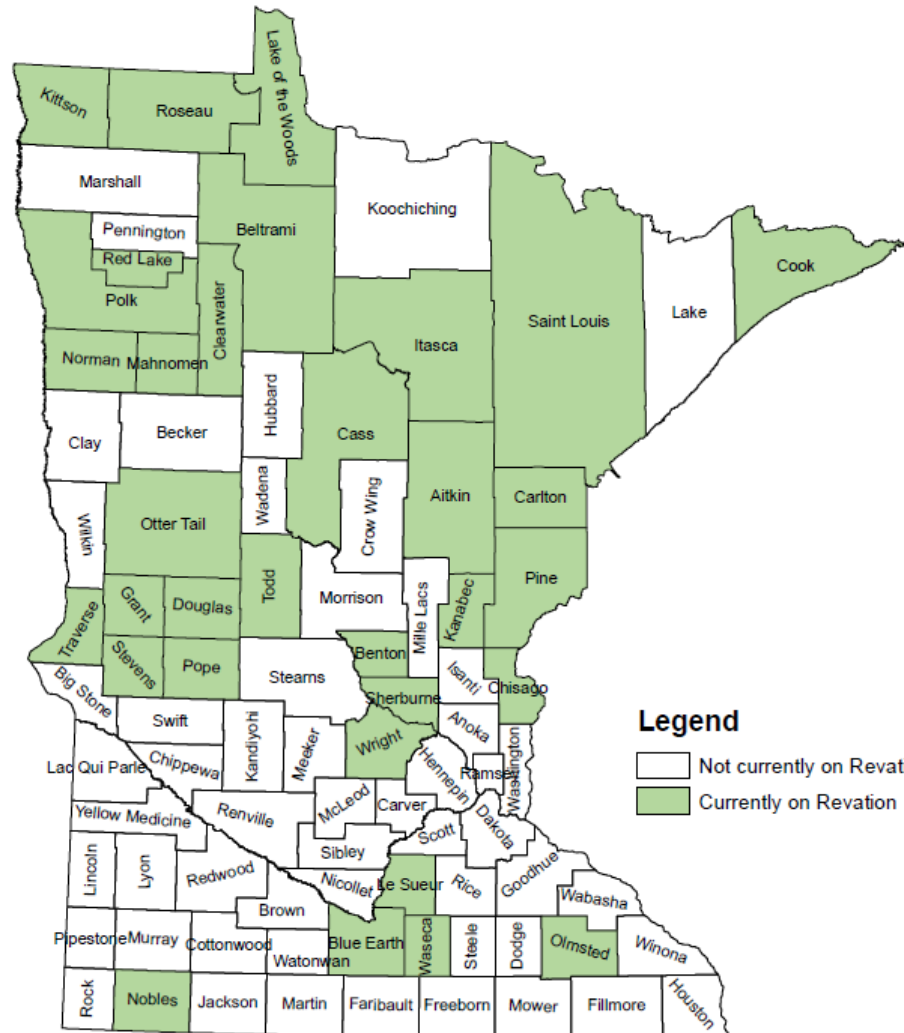 Lake of the Woods
Kittson
Roseau
Marshall
Koochiching
Pennington
Beltrami
Red Lake
Polk
Clearwater
Cook
Lake
Saint Louis
Itasca
Norman
Mahnomen
Hubbard
Clay
Becker
Cass
Wadena
Crow Wing
Aitkin
Carlton
Wilkin
Otter Tail
Pine
Todd
Morrison
Mille Lacs
Kanabec
Traverse
Grant
Douglas
Stevens
Pope
Benton
Stearns
Isanti
Chisago
Big Stone
Sherburne
Swift
Kandiyohi
Meeker
Wright
Anoka
Hennepin
Ramse
Washington
Lac Qui Parle
Chippewa
McLeod
Carver
Yellow Medicine
Renville
Scott
Dakota
Sibley
Lincoln
Lyon
Redwood
Nicollet
Le Sueur
Rice
Goodhue
Wabasha
Brown
Pipestone
Murray
Cottonwood
Watonwan
Blue Earth
Waseca
Steele
Dodge
Olmsted
Winona
Rock
Nobles
Jackson
Martin
Faribault
Freeborn
Mower
Fillmore
Houston
Legend
Not currently on Revat
Currently on Revation